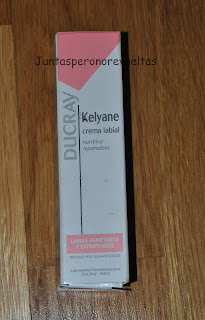 Juntasperonorevueltas
DUCRAY
Kelyane
crema labial
nutritiva
reparadora
LABIOS AGRIETADOS
Y ESTROPEADOS